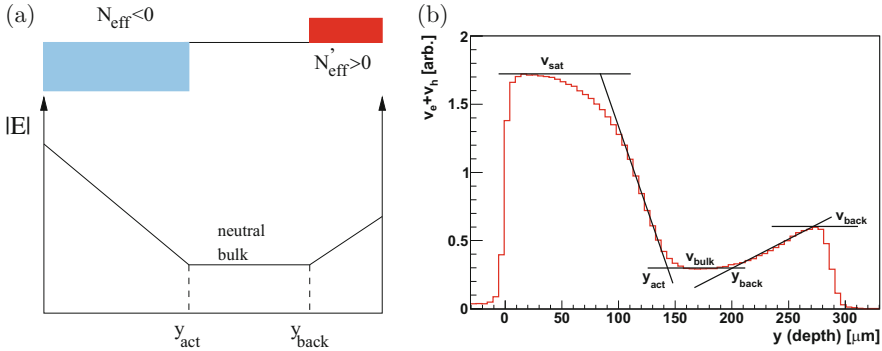 (a)
N_eff<0
N'_eff>0
|E|
neutral
bulk
y_act
y_back
(b)
v_e+v_h [arb.]
2
1.5
1
0.5
0
v_sat
v_back
v_bulk
y_act
y_back
0 50 100 150 200 250 300
y (depth) [μm]